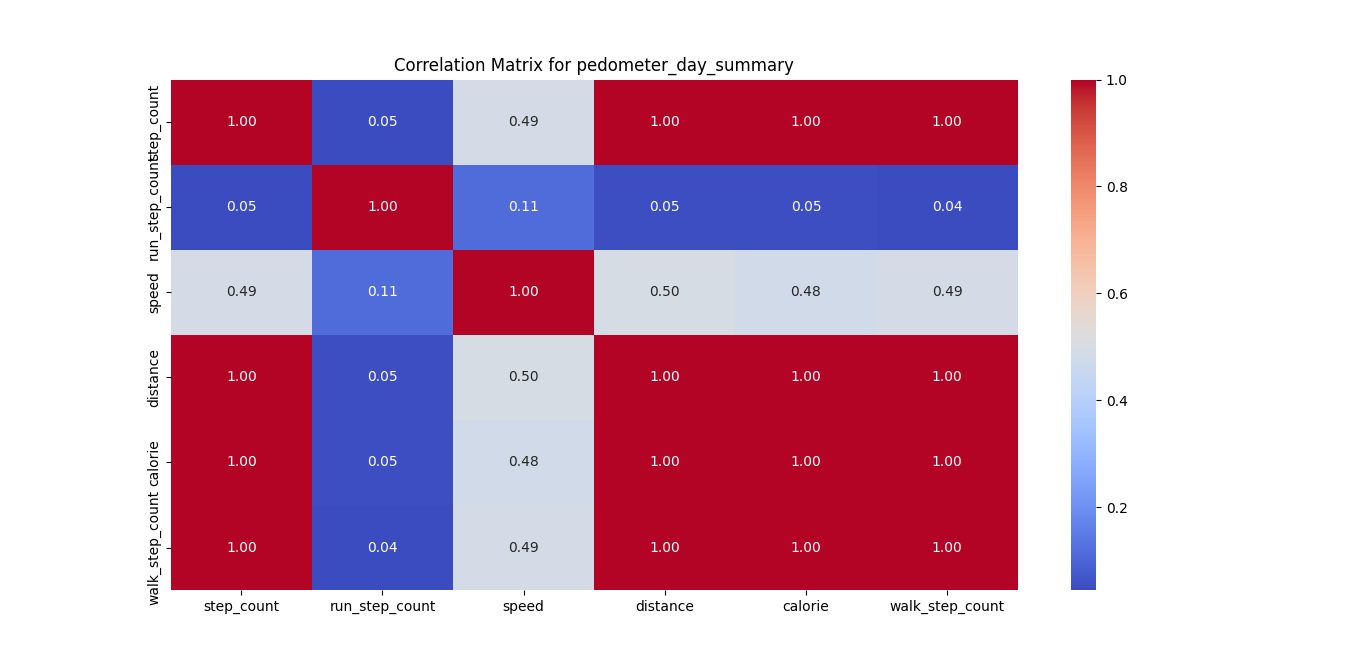 Correlation Matrix for pedometer_day_summary
step_count 1.00 0.05 0.49 1.00 1.00 1.00
run_step_count 0.05 1.00 0.11 0.05 0.05 0.04
speed 0.49 0.11 1.00 0.50 0.48 0.49
distance 1.00 0.05 0.50 1.00 1.00 1.00
calorie 1.00 0.05 0.48 1.00 1.00 1.00
walk_step_count 1.00 0.04 0.49 1.00 1.00 1.00
step_count run_step_count speed distance calorie walk_step_count
1.0
0.8
0.6
0.4
0.2